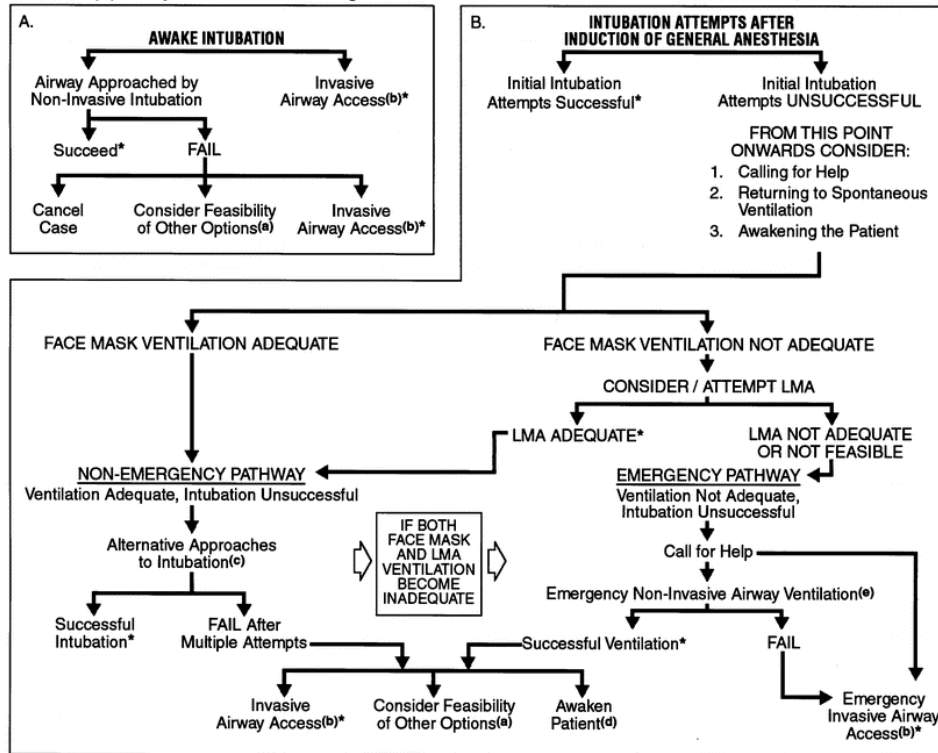 A.
AWAKE INTUBATION
Airway Approached by
Non-Invasive Intubation
Invasive
Airway Access(b)*
Succeed*
FAIL
Cancel
Case
Consider Feasibility
of Other Options(a)
Invasive
Airway Access(b)*
B.
INTUBATION ATTEMPTS AFTER
INDUCTION OF GENERAL ANESTHESIA
Initial Intubation
Attempts Successful*
Initial Intubation
Attempts UNSUCCESSFUL
FROM THIS POINT
ONWARDS CONSIDER:
1. Calling for Help
2. Returning to Spontaneous
Ventilation
3. Awakening the Patient
FACE MASK VENTILATION ADEQUATE
FACE MASK VENTILATION NOT ADEQUATE
CONSIDER / ATTEMPT LMA
LMA ADEQUATE*
LMA NOT ADEQUATE
OR NOT FEASIBLE
NON-EMERGENCY PATHWAY
Ventilation Adequate, Intubation Unsuccessful
EMERGENCY PATHWAY
Ventilation Not Adequate,
Intubation Unsuccessful
Alternative Approaches
to Intubation(c)
IF BOTH
FACE MASK
AND LMA
VENTILATION
BECOME
INADEQUATE
Call for Help
Emergency Non-Invasive Airway Ventilation(e)
Successful
Intubation*
FAIL After
Multiple Attempts
Successful Ventilation*
FAIL
Invasive
Airway Access(b)*
Consider Feasibility
of Other Options(a)
Awaken
Patient(d)
Emergency
Invasive Airway
Access(b)*